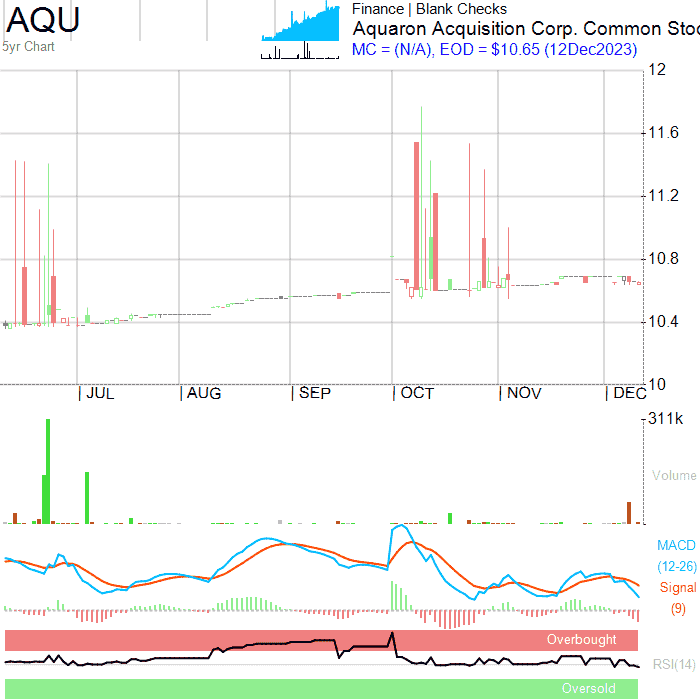 AQU
5yr Chart
Finance | Blank Checks
Aquaron Acquisition Corp. Common Stoc
MC = (N/A), EOD = $10.65 (12Dec2023)
12
11.6
11.2
10.8
10.4
10
JUL
AUG
SEP
OCT
NOV
DEC
311k
Volume
MACD
(12-26)
Signal
(9)
Overbought
RSI(14)
Oversold